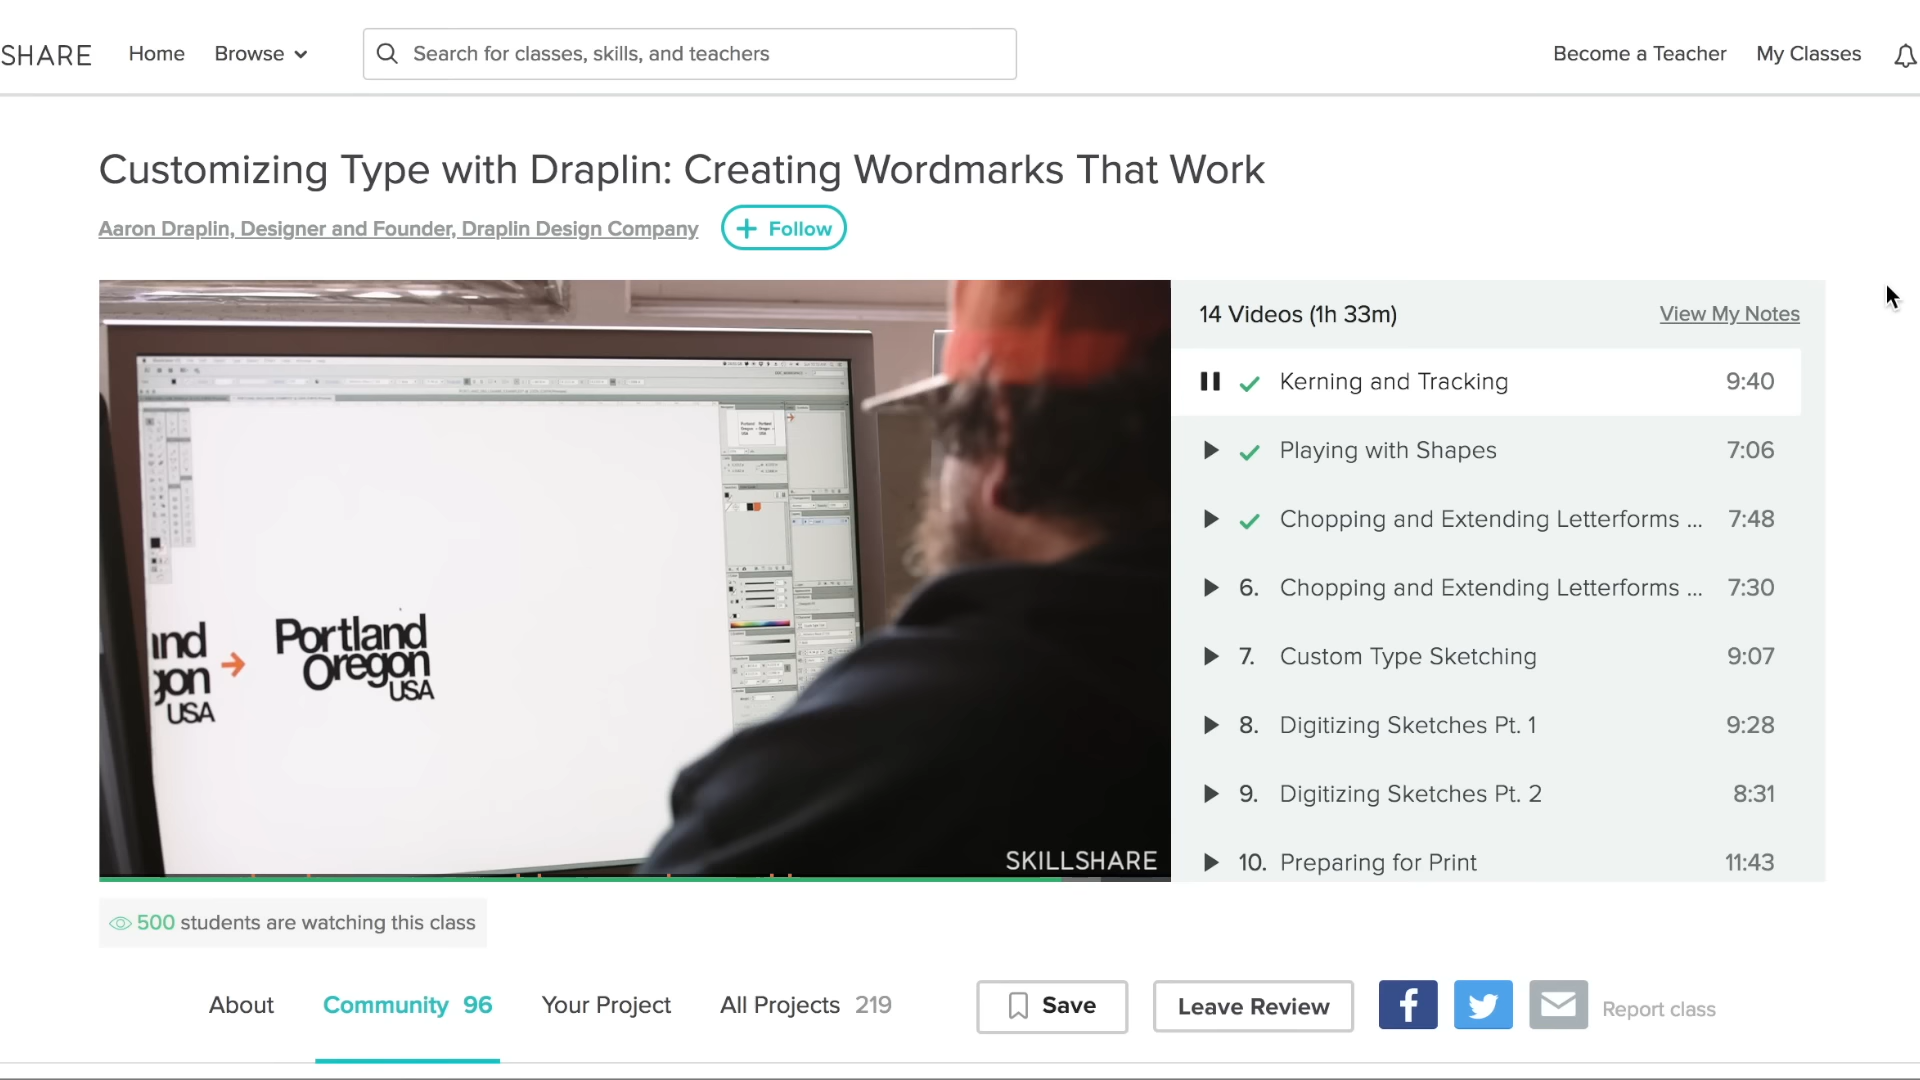 SHARE
Home
Browse
Search for classes, skills, and teachers
Become a Teacher
My Classes
Customizing Type with Draplin: Creating Wordmarks That Work
Aaron Draplin, Designer and Founder, Draplin Design Company
+ Follow
14 Videos (1h 33m)
View My Notes
Kerning and Tracking 9:40
Playing with Shapes 7:06
Chopping and Extending Letterforms ... 7:48
6. Chopping and Extending Letterforms ... 7:30
7. Custom Type Sketching 9:07
8. Digitizing Sketches Pt. 1 9:28
9. Digitizing Sketches Pt. 2 8:31
10. Preparing for Print 11:43
and
gon
USA
Portland
Oregon
USA
SKILLSHARE
500 students are watching this class
About
Community 96
Your Project
All Projects 219
Save
Leave Review
Report class